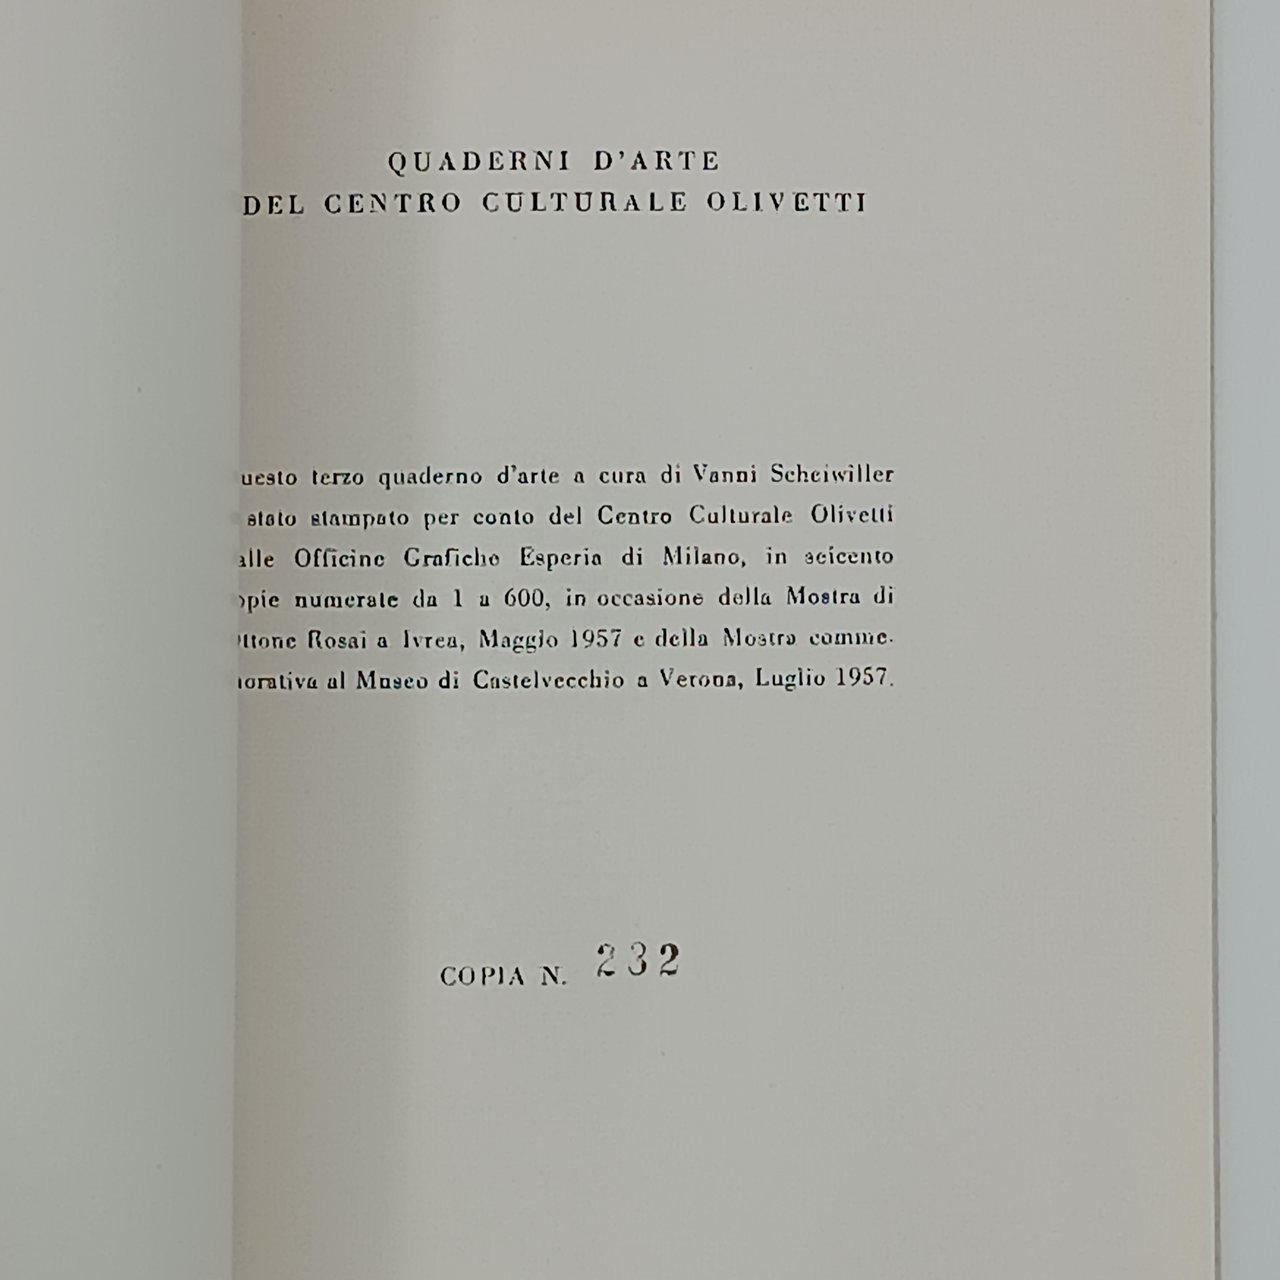 QUADERNI D'ARTE
DEL CENTRO CULTURALE OLIVETTI
uesto terzo quaderno d'arte a cura di Vanni Scheiwiller
stato stampato per conto del Centro Culturale Olivetti
alle Officine Grafiche Esperia di Milano, in seicento
opie numerate da 1 a 600, in occasione della Mostra di
ttone Rosai a Ivrea, Maggio 1957 e della Mostra comme-
morativa al Museo di Castelvecchio a Verona, Luglio 1957.
COPIA N. 232